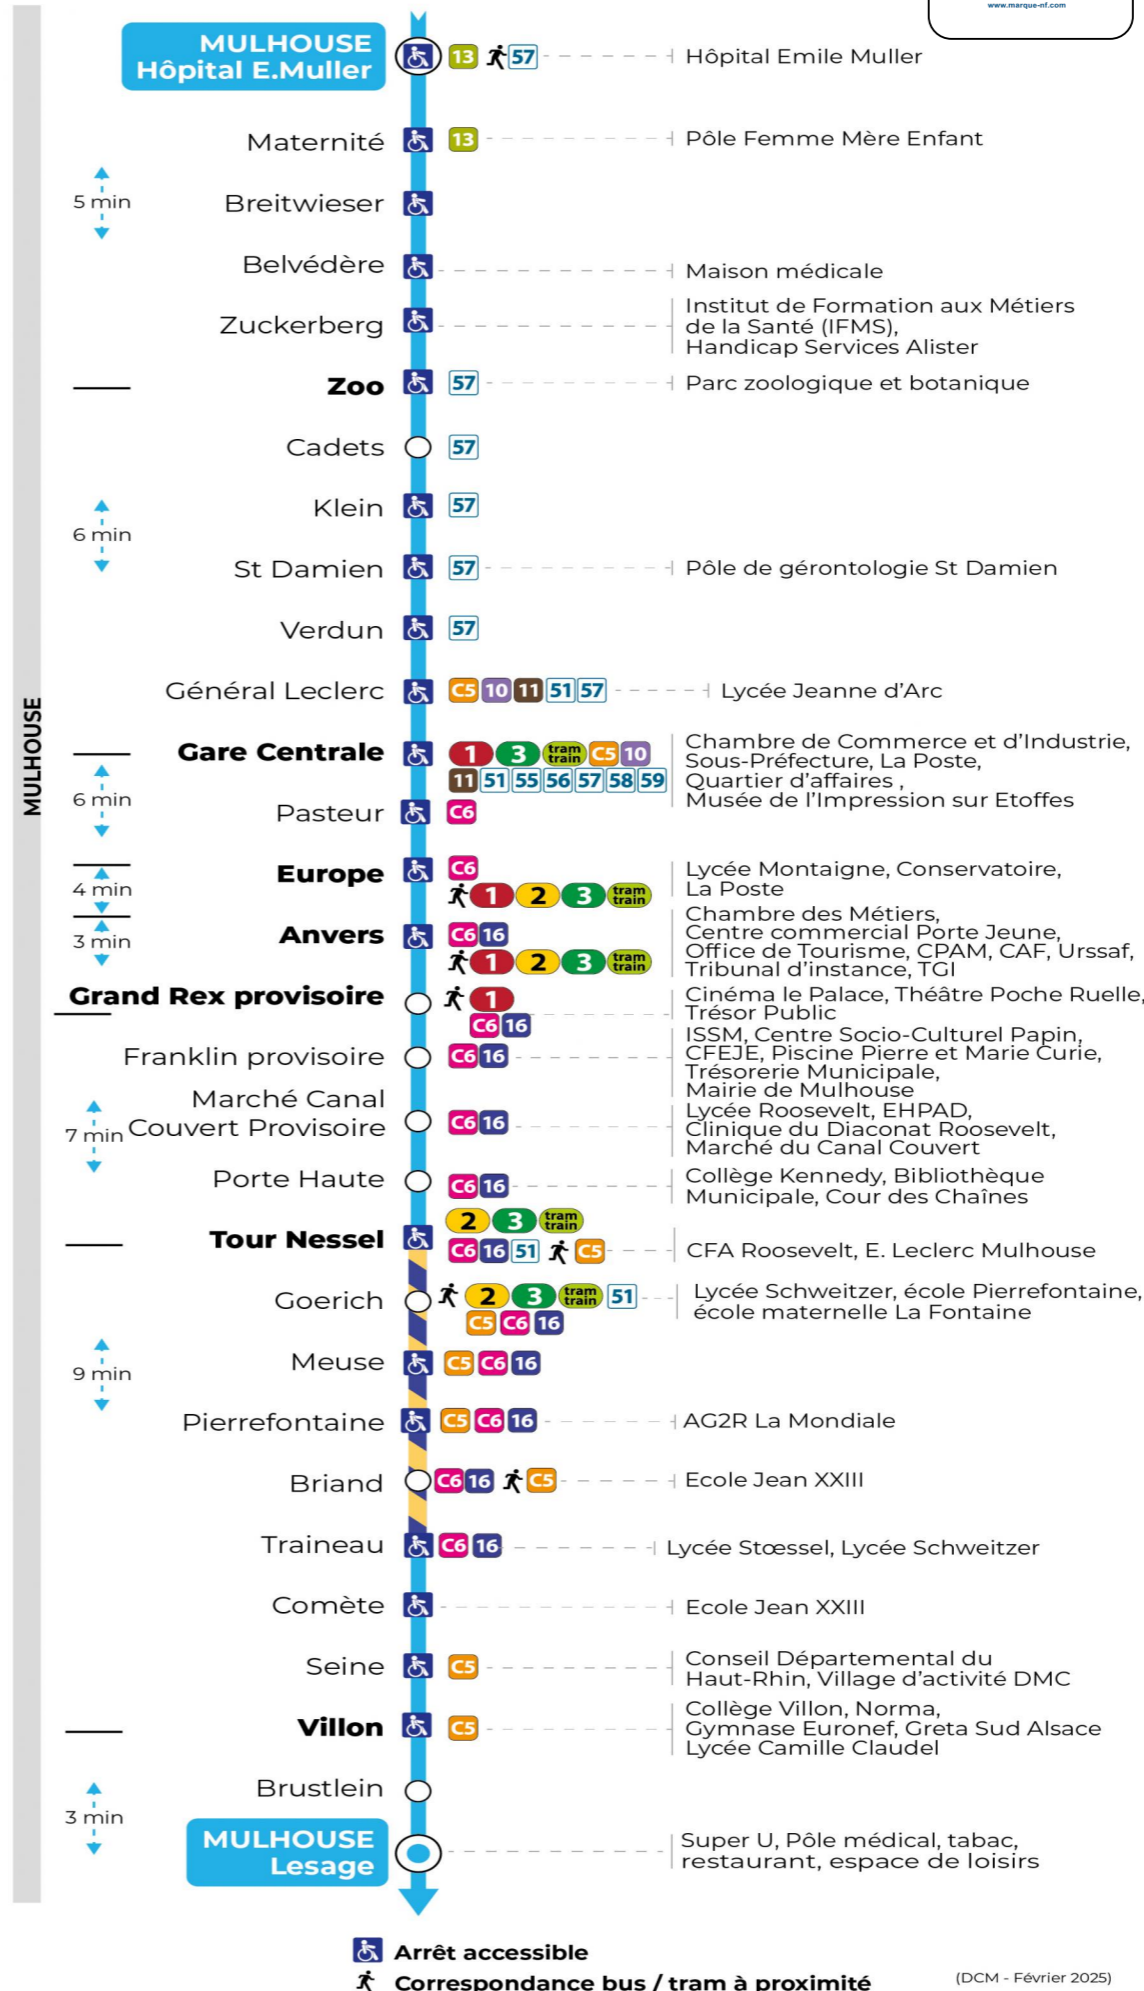 www.marque-nf.com
MULHOUSE
MULHOUSE
Hôpital E.Muller
13 57
Hôpital Emile Muller
Maternité
13
Pôle Femme Mère Enfant
5 min
Breitwieser
Belvédère
Maison médicale
Zuckerberg
Institut de Formation aux Métiers
de la Santé (IFMS),
Handicap Services Alister
Zoo
57
Parc zoologique et botanique
Cadets
57
6 min
Klein
57
St Damien
57
Pôle de gérontologie St Damien
Verdun
57
Général Leclerc
C5 10 11 51 57
Lycée Jeanne d’Arc
Gare Centrale
1 3 tram train C5 10
11 51 55 56 57 58 59
Chambre de Commerce et d’Industrie,
Sous-Préfecture, La Poste,
Quartier d’affaires ,
Musée de l’Impression sur Etoffes
6 min
Pasteur
C6
Europe
C6
1 2 3 tram train
Lycée Montaigne, Conservatoire,
La Poste
4 min
Anvers
C6 16
1 2 3 tram train
Chambre des Métiers,
Centre commercial Porte Jeune,
Office de Tourisme, CPAM, CAF, Urssaf,
Tribunal d’instance, TGI
3 min
Grand Rex provisoire
1
C6 16
Cinéma le Palace, Théâtre Poche Ruelle,
Trésor Public
Franklin provisoire
C6 16
ISSM, Centre Socio-Culturel Papin,
CFEJE, Piscine Pierre et Marie Curie,
Trésorerie Municipale,
Mairie de Mulhouse
7 min
Marché Canal
Couvert Provisoire
C6 16
Lycée Roosevelt, EHPAD,
Clinique du Diaconat Roosevelt,
Marché du Canal Couvert
Porte Haute
C6 16
Collège Kennedy, Bibliothèque
Municipale, Cour des Chaînes
Tour Nessel
2 3 tram train
C6 16 51 C5
CFA Roosevelt, E. Leclerc Mulhouse
Goerich
2 3 tram train 51
C5 C6 16
Lycée Schweitzer, école Pierrefontaine,
école maternelle La Fontaine
9 min
Meuse
C5 C6 16
Pierrefontaine
C5 C6 16
AG2R La Mondiale
Briand
C6 16 C5
Ecole Jean XXIII
Traineau
C6 16
Lycée Stœssel, Lycée Schweitzer
Comète
Ecole Jean XXIII
Seine
C5
Conseil Départemental du
Haut-Rhin, Village d’activité DMC
Villon
C5
Collège Villon, Norma,
Gymnase Euronef, Greta Sud Alsace
Lycée Camille Claudel
3 min
Brustlein
MULHOUSE
Lesage
Super U, Pôle médical, tabac,
restaurant, espace de loisirs
Arrêt accessible
Correspondance bus / tram à proximité
(DCM - Février 2025)